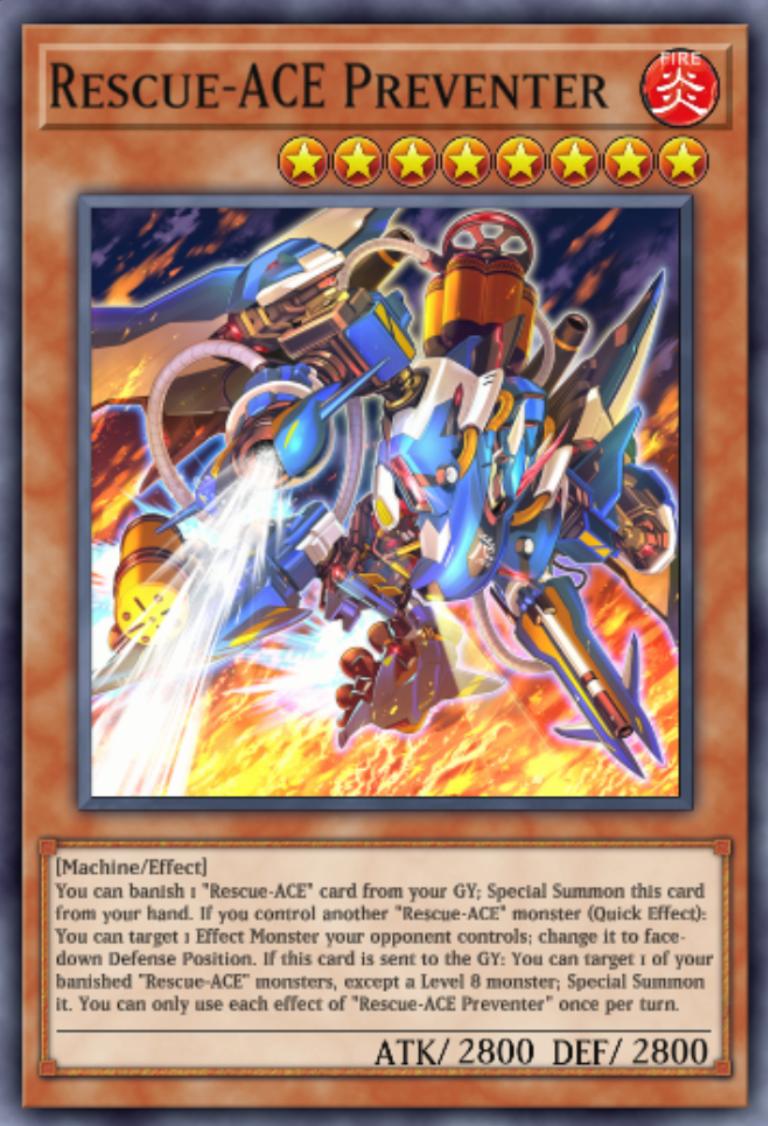 Rescue-ACE Preventer
FIRE
炎
[Machine/Effect]
You can banish 1 "Rescue-ACE" card from your GY; Special Summon this card
from your hand. If you control another "Rescue-ACE" monster (Quick Effect):
You can target 1 Effect Monster your opponent controls; change it to face-
down Defense Position. If this card is sent to the GY: You can target 1 of your
banished "Rescue-ACE" monsters, except a Level 8 monster; Special Summon
it. You can only use each effect of "Rescue-ACE Preventer" once per turn.
ATK/ 2800 DEF/ 2800